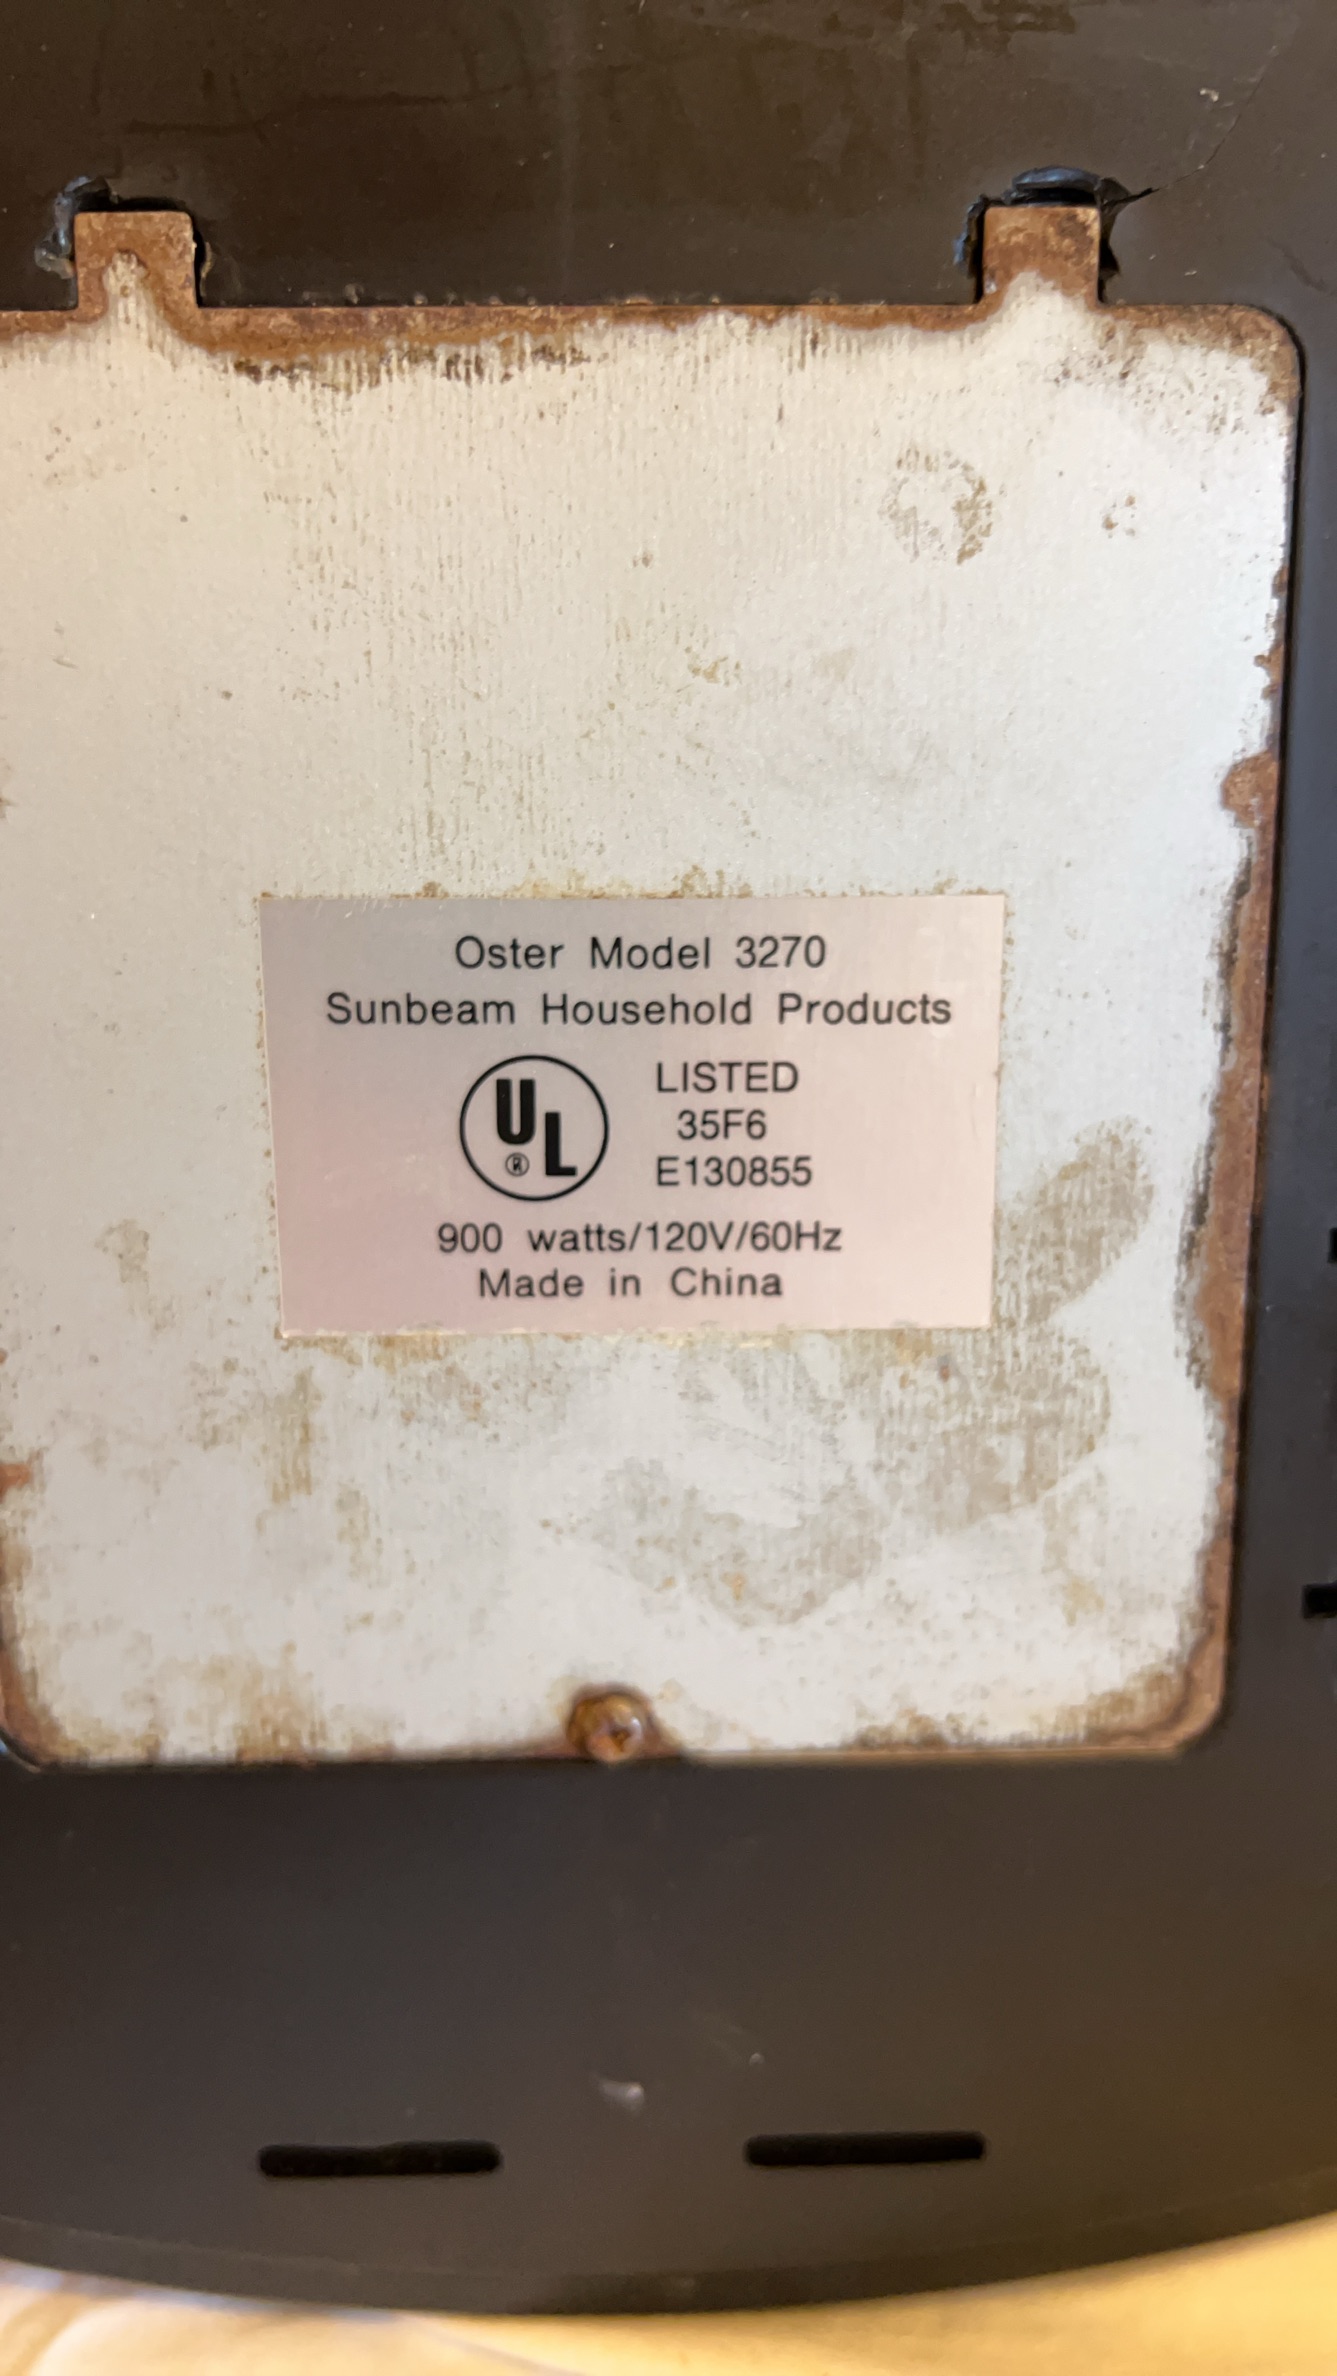 Oster Model 3270
Sunbeam Household Products
UL ® LISTED
35F6
E130855
900 watts/120V/60Hz
Made in China